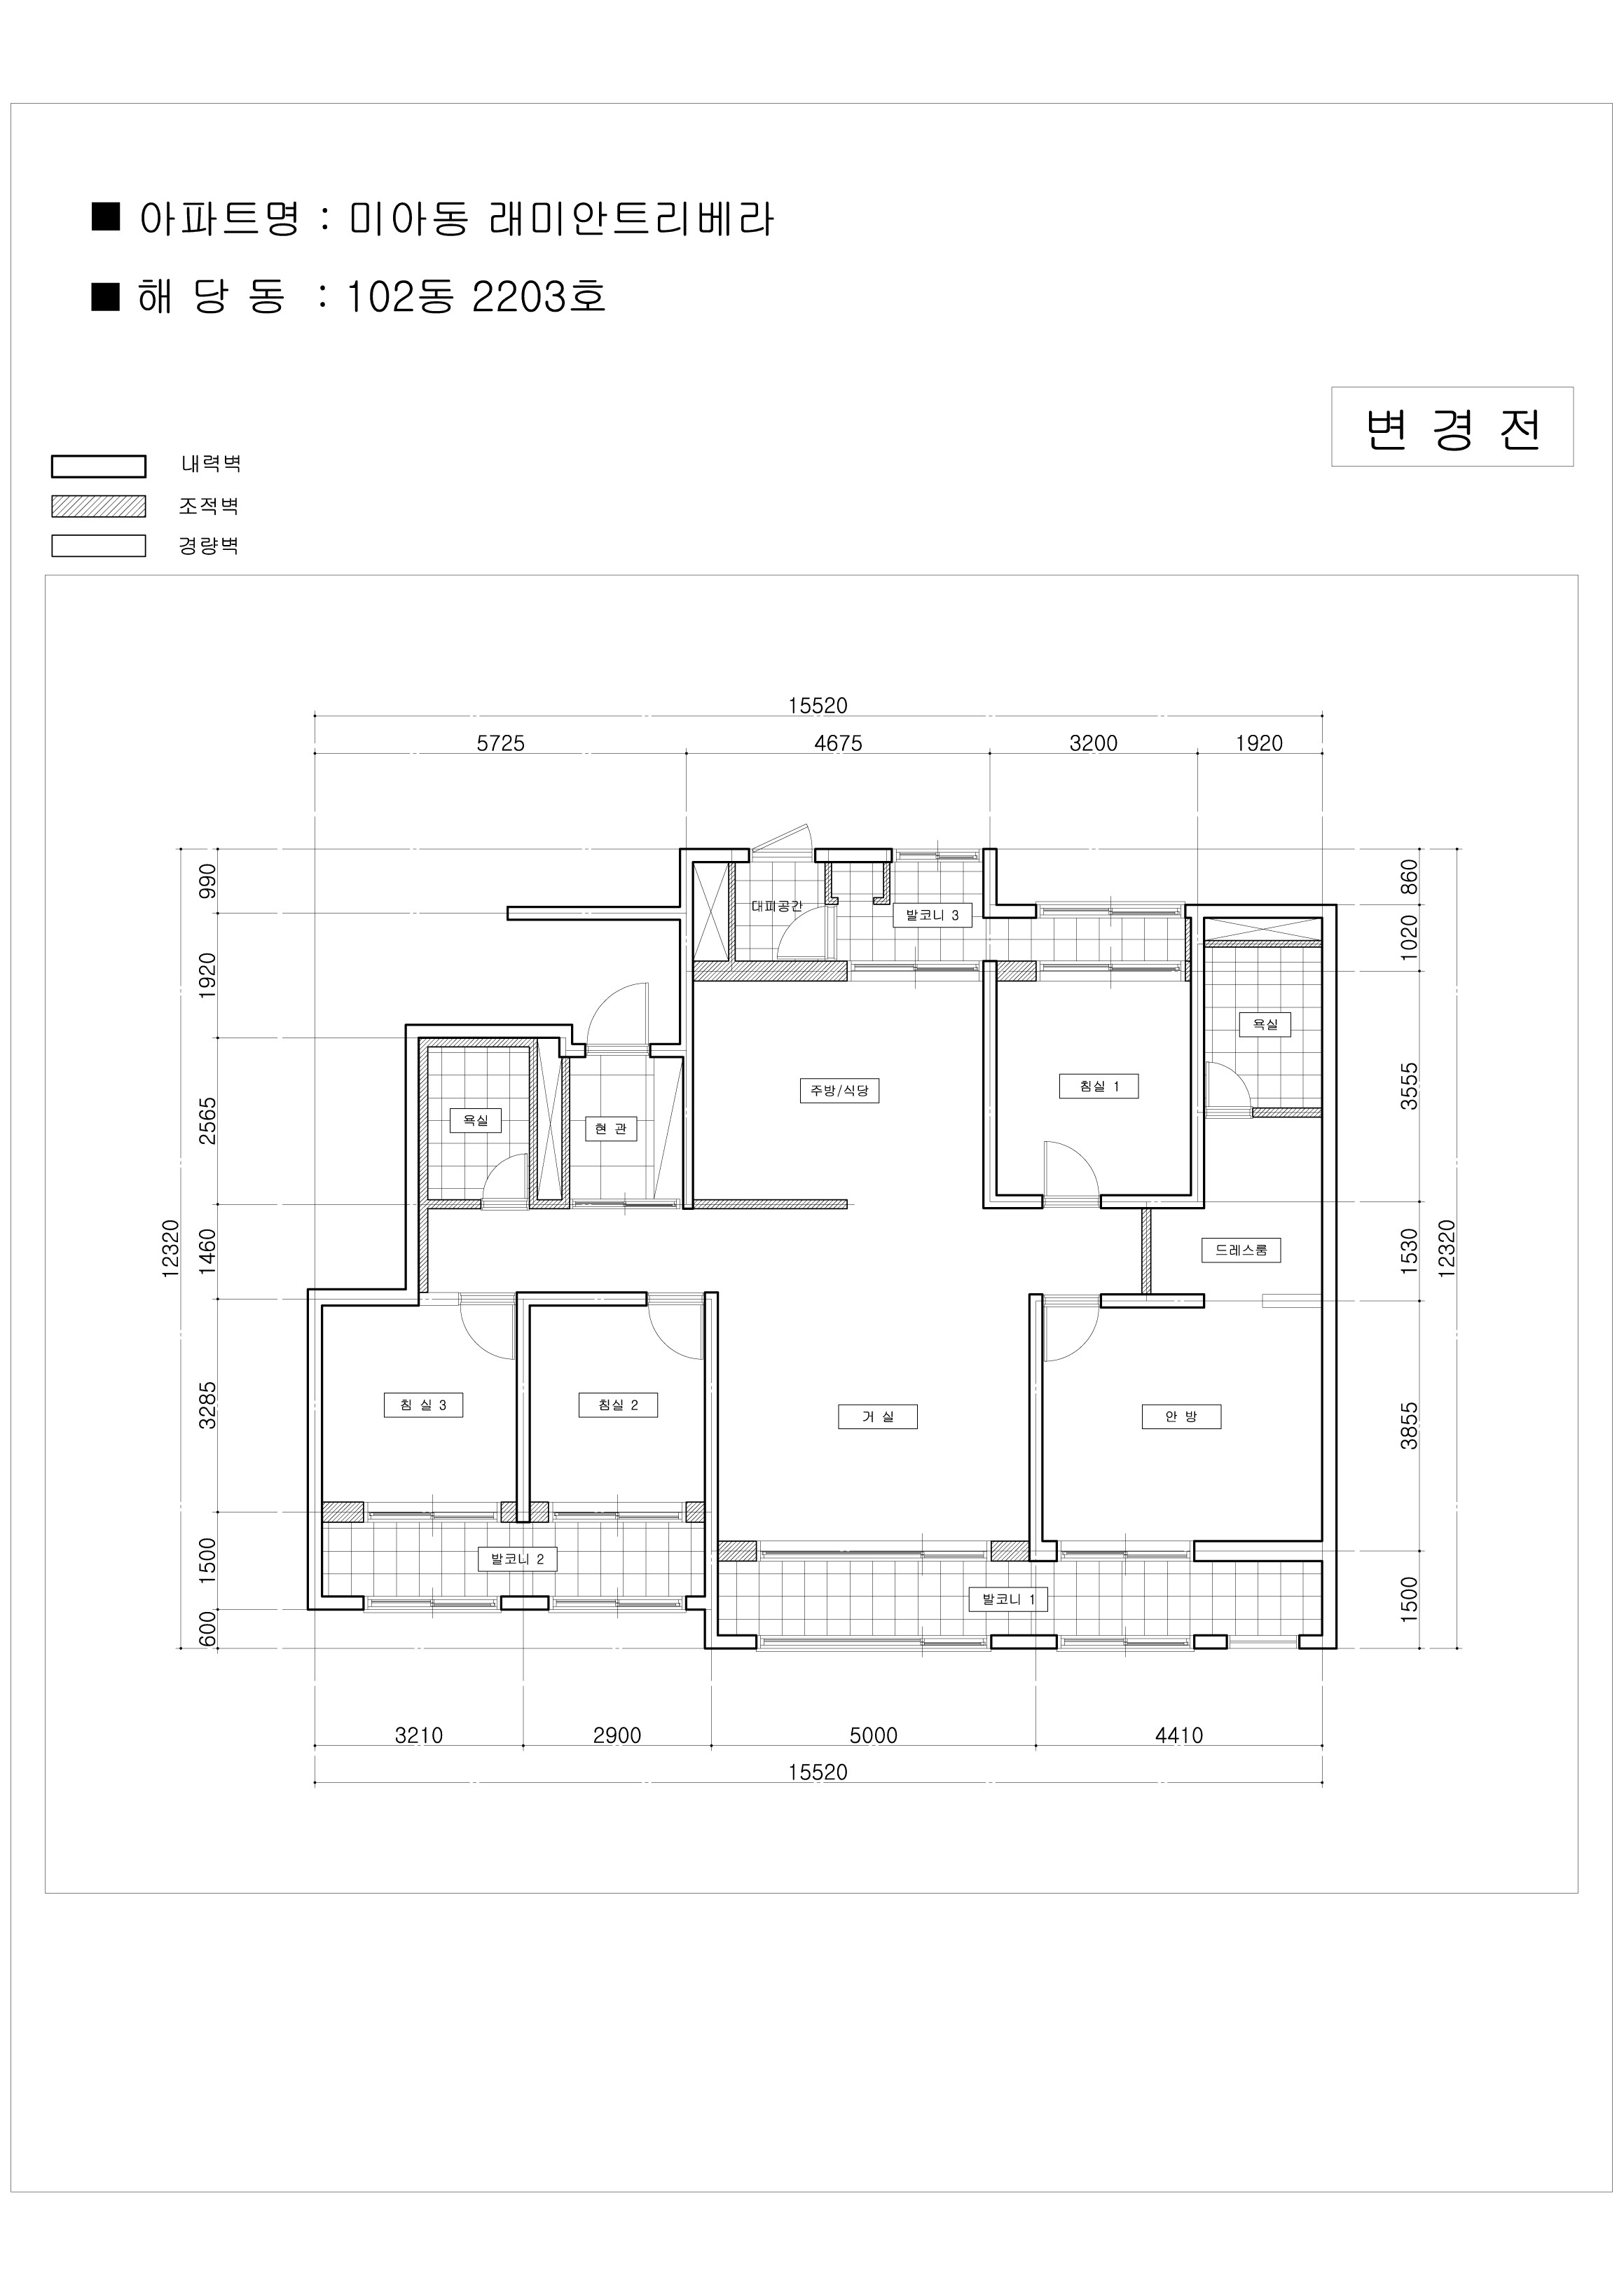 ■ 아파트명 : 미아동 래미안트리베라
■ 해 당 동 : 102동 2203호
변 경 전
내력벽
조적벽
경량벽
15520
5725 4675 3200 1920
990
1920
2565
1460
3285
1500
600
12320
860
1020
3555
1530
3855
1500
12320
대피공간
발코니 3
욕실
주방/식당
침실 1
욕실
현 관
드레스룸
침 실 3
침실 2
거 실
안 방
발코니 2
발코니 1
3210 2900 5000 4410
15520